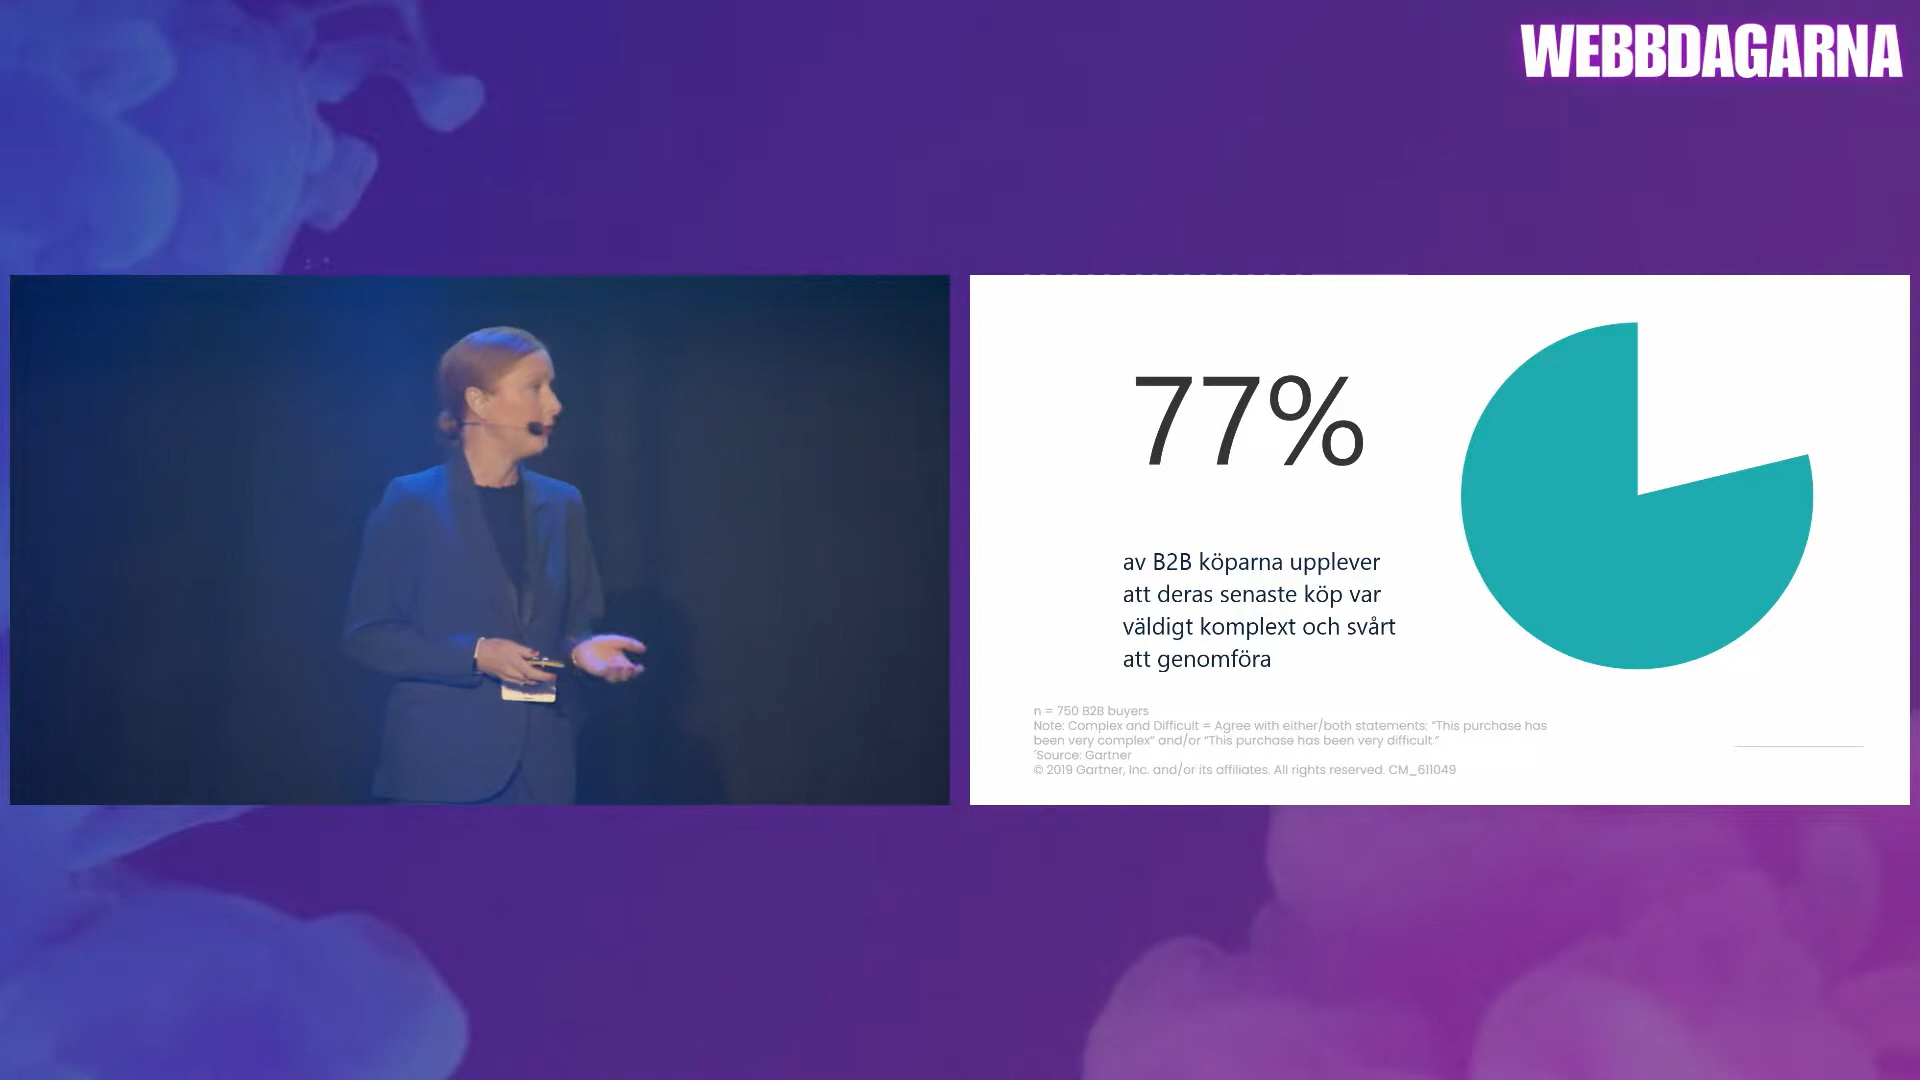 WEBBDAGARNA
77%
av B2B köparna upplever
att deras senaste köp var
väldigt komplext och svårt
att genomföra
n = 750 B2B buyers
Note: Complex and Difficult = Agree with either/both statements: “This purchase has
been very complex” and/or “This purchase has been very difficult.”
´Source: Gartner
© 2019 Gartner, Inc. and/or its affiliates. All rights reserved. CM_611049